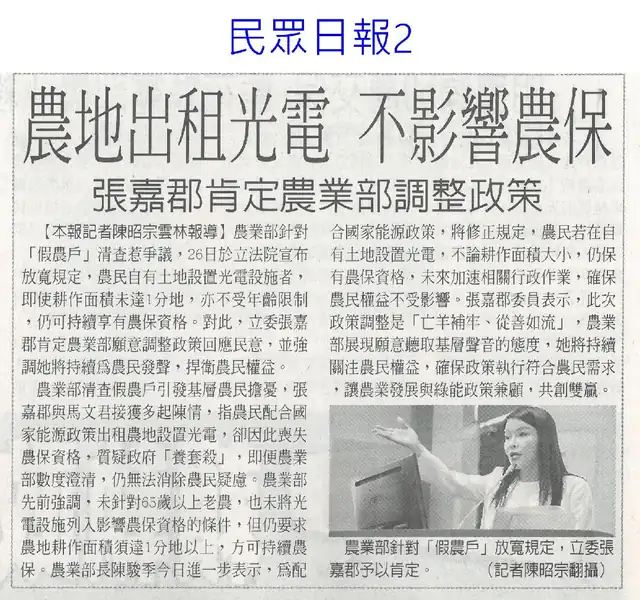 民眾日報2
農地出租光電 不影響農保
張嘉郡肯定農業部調整政策
【本報記者陳昭宗雲林報導】農業部針對
「假農戶」清查惹爭議,26日於立法院宣布
放寬規定,農民自有土地設置光電設施者,
即使耕作面積未達1分地,亦不受年齡限制
,仍可持續享有農保資格。對此,立委張嘉
郡肯定農業部願意調整政策回應民意,並強
調她將持續為農民發聲,捍衛農民權益。
農業部清查假農戶引發基層農民擔憂,張
嘉郡與馬文君接獲多起陳情,指農民配合國
家能源政策出租農地設置光電,卻因此喪失
農保資格,質疑政府「養套殺」,即便農業
部數度澄清,仍無法消除農民疑慮。農業部
先前強調,未針對65歲以上老農,也未將光
電設施列入影響農保資格的條件,但仍要求
農地耕作面積須達1分地以上,方可持續農
保。農業部長陳駿季今日進一步表示,為配
合國家能源政策,將修正規定,農民若在自
有土地設置光電,不論耕作面積大小,仍保
有農保資格,未來加速相關行政作業,確保
農民權益不受影響。張嘉郡委員表示,此次
政策調整是「亡羊補牢、從善如流」,農業
部展現願意聽取基層聲音的態度,她將持續
關注農民權益,確保政策執行符合農民需求
,讓農業發展與綠能政策兼顧,共創雙贏。
農業部針對「假農戶」放寬規定,立委張
嘉郡予以肯定。 (記者陳昭宗翻攝)